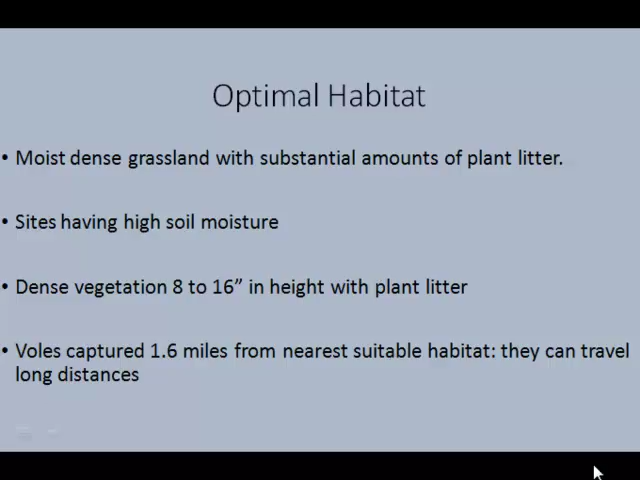 Optimal Habitat
• Moist dense grassland with substantial amounts of plant litter.
• Sites having high soil moisture
• Dense vegetation 8 to 16” in height with plant litter
• Voles captured 1.6 miles from nearest suitable habitat: they can travel
long distances